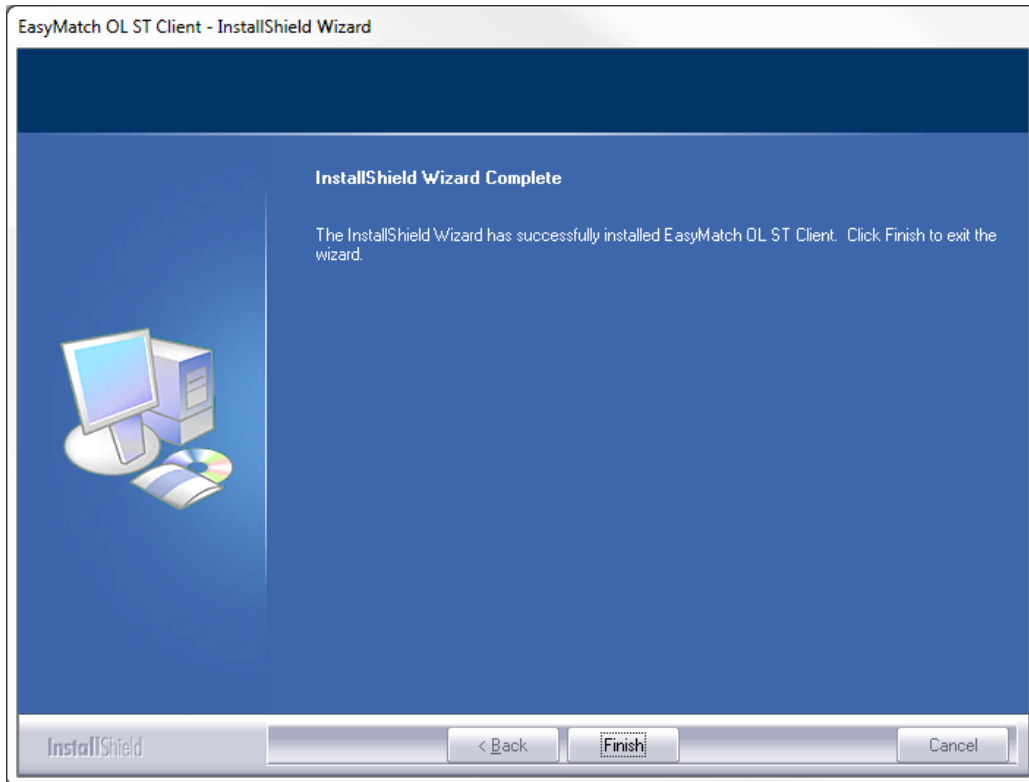 EasyMatch OL ST Client - InstallShield Wizard
InstallShield Wizard Complete
The InstallShield Wizard has successfully installed EasyMatch OL ST Client.  Click Finish to exit the
wizard.
InstallShield
< Back
Finish
Cancel